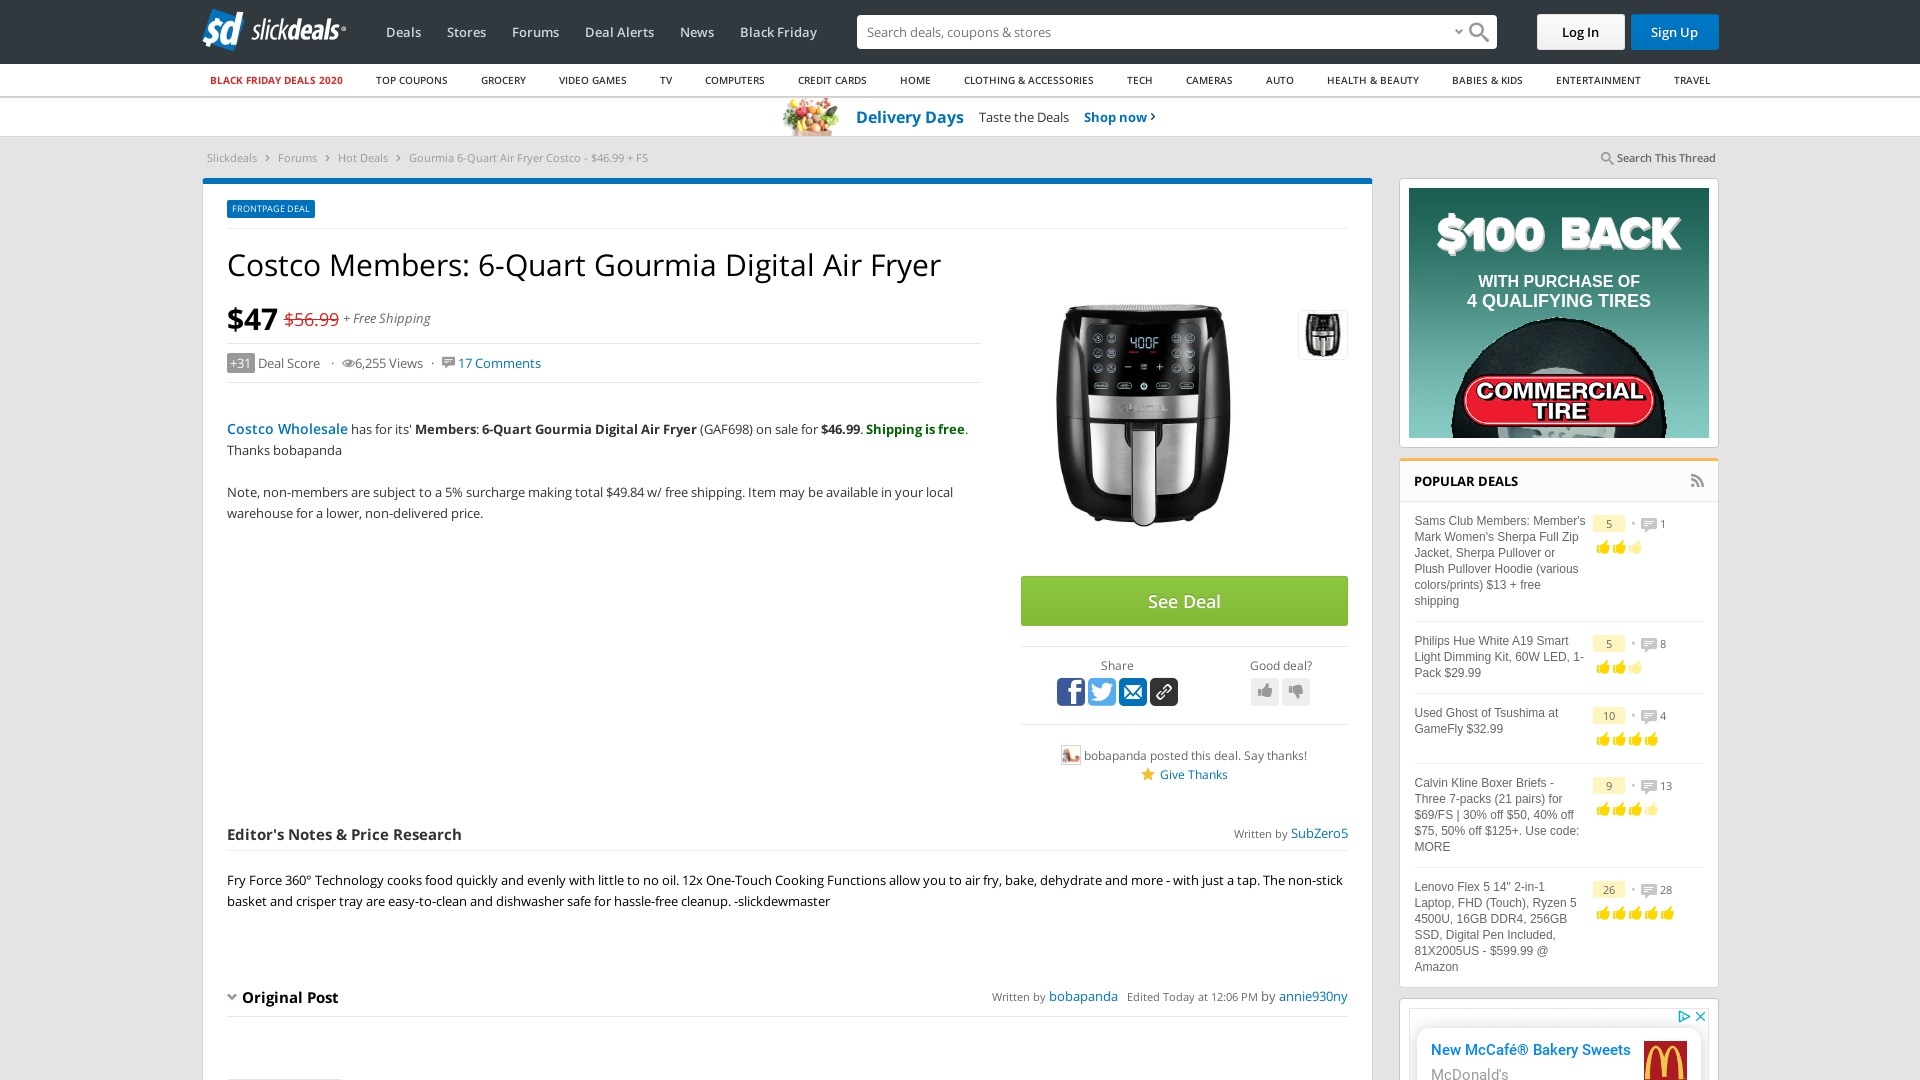 slickdeals
Deals
Stores
Forums
Deal Alerts
News
Black Friday
Search deals, coupons & stores
Log In
Sign Up
BLACK FRIDAY DEALS 2020
TOP COUPONS
GROCERY
VIDEO GAMES
TV
COMPUTERS
CREDIT CARDS
HOME
CLOTHING & ACCESSORIES
TECH
CAMERAS
AUTO
HEALTH & BEAUTY
BABIES & KIDS
ENTERTAINMENT
TRAVEL
Delivery Days Taste the Deals Shop now ›
Slickdeals › Forums › Hot Deals › Gourmia 6-Quart Air Fryer Costco - $46.99 + FS
Search This Thread
FRONTPAGE DEAL
Costco Members: 6-Quart Gourmia Digital Air Fryer
$47 $56.99 + Free Shipping
+31 Deal Score · 6,255 Views · 17 Comments
Costco Wholesale has for its' Members: 6-Quart Gourmia Digital Air Fryer (GAF698) on sale for $46.99. Shipping is free.
Thanks bobapanda
Note, non-members are subject to a 5% surcharge making total $49.84 w/ free shipping. Item may be available in your local
warehouse for a lower, non-delivered price.
400F
See Deal
Share
Good deal?
bobapanda posted this deal. Say thanks!
Give Thanks
Editor's Notes & Price Research
Written by SubZero5
Fry Force 360° Technology cooks food quickly and evenly with little to no oil. 12x One-Touch Cooking Functions allow you to air fry, bake, dehydrate and more - with just a tap. The non-stick
basket and crisper tray are easy-to-clean and dishwasher safe for hassle-free cleanup. -slickdewmaster
Original Post
Written by bobapanda Edited Today at 12:06 PM by annie930ny
$100 BACK
WITH PURCHASE OF
4 QUALIFYING TIRES
COMMERCIAL
TIRE
POPULAR DEALS
Sams Club Members: Member's
Mark Women's Sherpa Full Zip
Jacket, Sherpa Pullover or
Plush Pullover Hoodie (various
colors/prints) $13 + free
shipping
5 • 1
Philips Hue White A19 Smart
Light Dimming Kit, 60W LED, 1-
Pack $29.99
5 • 8
Used Ghost of Tsushima at
GameFly $32.99
10 • 4
Calvin Kline Boxer Briefs -
Three 7-packs (21 pairs) for
$69/FS | 30% off $50, 40% off
$75, 50% off $125+. Use code:
MORE
9 • 13
Lenovo Flex 5 14" 2-in-1
Laptop, FHD (Touch), Ryzen 5
4500U, 16GB DDR4, 256GB
SSD, Digital Pen Included,
81X2005US - $599.99 @
Amazon
26 • 28
New McCafé® Bakery Sweets
McDonald's